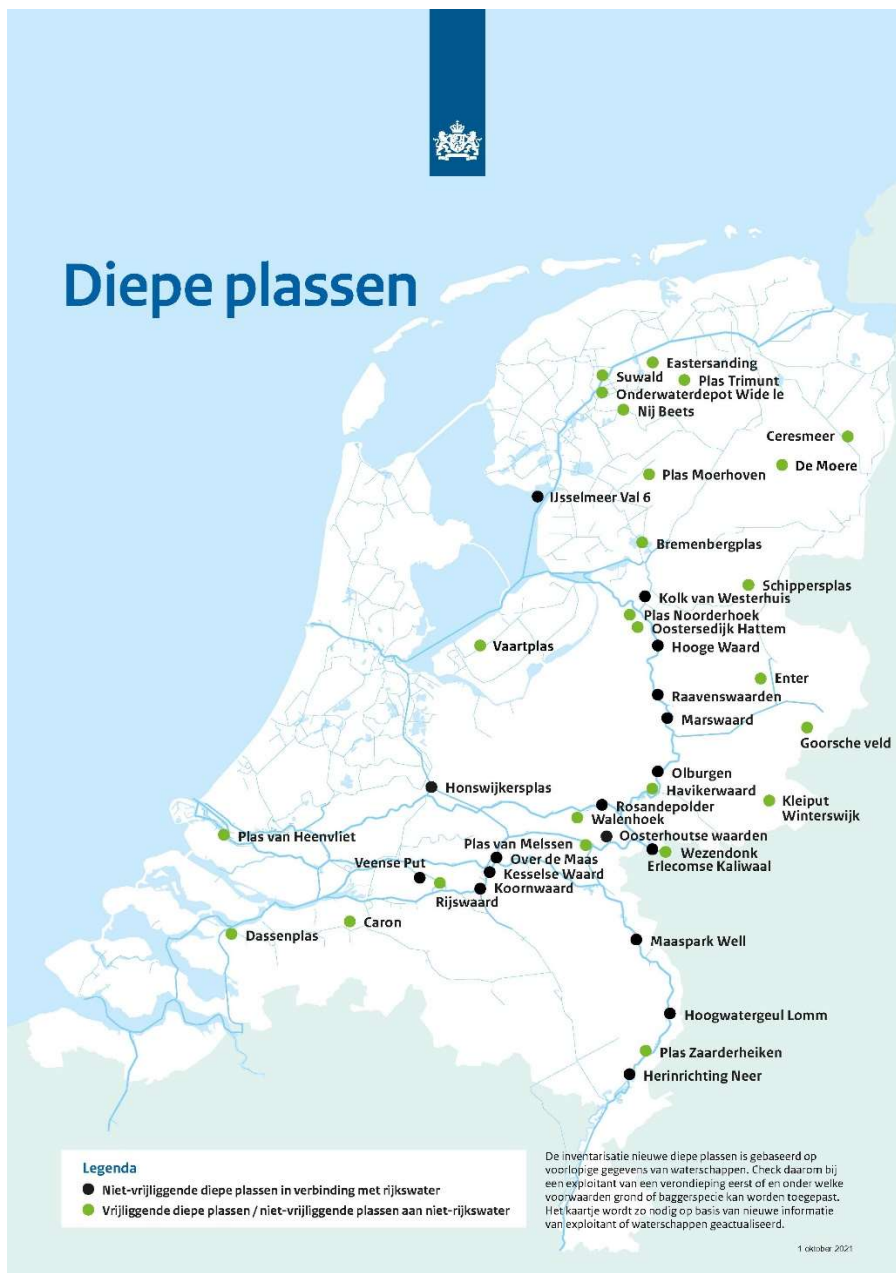 Diepe plassen
Eastersanding
Suwald
Plas Trimunt
Onderwaterdepot Wide Ie
Nij Beets
Ceresmeer
De Moere
Plas Moerhoven
IJsselmeer Val 6
Bremenbergplas
Schippersplas
Kolk van Westerhuis
Plas Noorderhoek
Oostersedijk Hattem
Vaartplas
Hooge Waard
Enter
Raavenswaarden
Marswaard
Goorsche veld
Olburgen
Honswijkersplas
Havikerwaard
Kleiput
Winterswijk
Rosandepolder
Walenhoek
Plas van Heenvliet
Oosterhoutse waarden
Plas van Melssen
Wezendonk
Over de Maas
Veense Put
Erlecomse Kaliwaal
Kesselse Waard
Koornwaard
Rijswaard
Caron
Dassenplas
Maaspark Well
Hoogwatergeul Lomm
Plas Zaarderheiken
Herinrichting Neer
Legenda
Niet-vrijliggende diepe plassen in verbinding met rijkswater
Vrijliggende diepe plassen / niet-vrijliggende plassen aan niet-rijkswater
De inventarisatie nieuwe diepe plassen is gebaseerd op
voorlopige gegevens van waterschappen. Check daarom bij
een exploitant van een verondieping eerst of en onder welke
voorwaarden grond of baggerspecie kan worden toegepast.
Het kaartje wordt zo nodig op basis van nieuwe informatie
van exploitant of waterschappen geactualiseerd.
1 oktober 2021